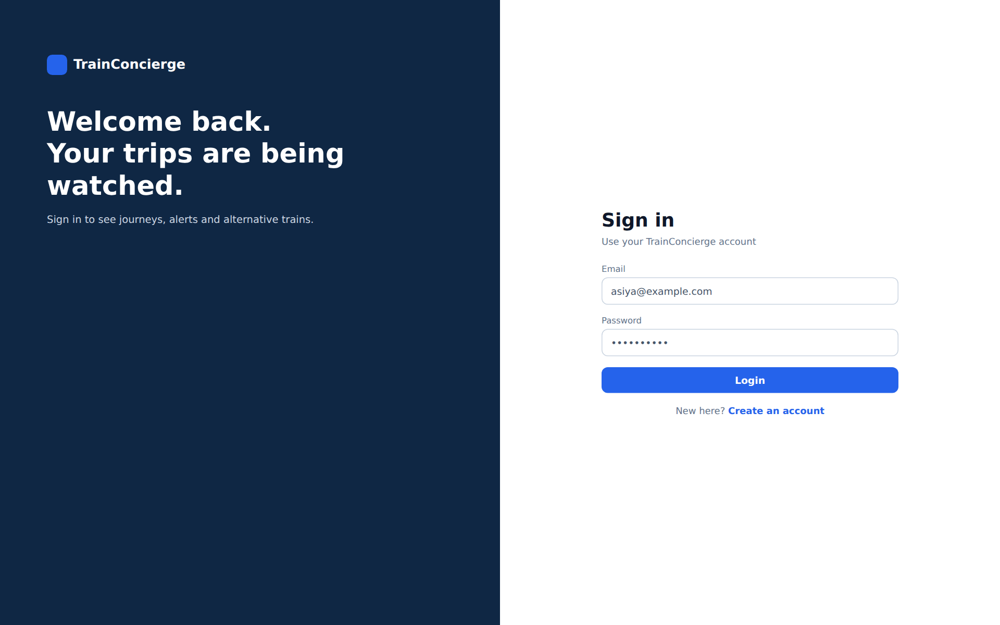 TrainConcierge
Welcome back.
Your trips are being
watched.
Sign in to see journeys, alerts and alternative trains.
Sign in
Use your TrainConcierge account
Email
asiya@example.com
Password
••••••••••
Login
New here? Create an account